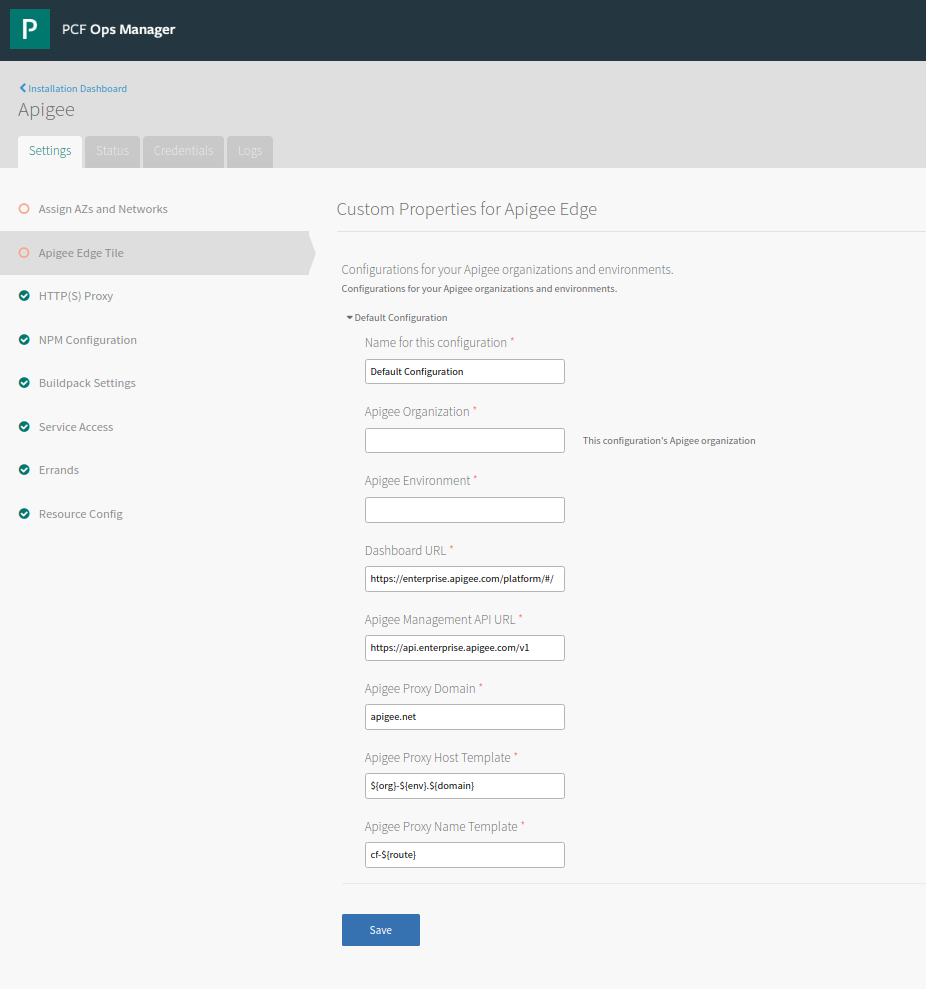 P
PCF Ops Manager
Installation Dashboard
Apigee
Settings
Status
Credentials
Logs
Assign AZs and Networks
Apigee Edge Tile
HTTP(S) Proxy
NPM Configuration
Buildpack Settings
Service Access
Errands
Resource Config
Custom Properties for Apigee Edge
Configurations for your Apigee organizations and environments.
Configurations for your Apigee organizations and environments.
Default Configuration
Name for this configuration *
Default Configuration
Apigee Organization *
This configuration's Apigee organization
Apigee Environment *
Dashboard URL *
https://enterprise.apigee.com/platform/#/
Apigee Management API URL *
https://api.enterprise.apigee.com/v1
Apigee Proxy Domain *
apigee.net
Apigee Proxy Host Template *
${org}-${env}.${domain}
Apigee Proxy Name Template *
cf-${route}
Save